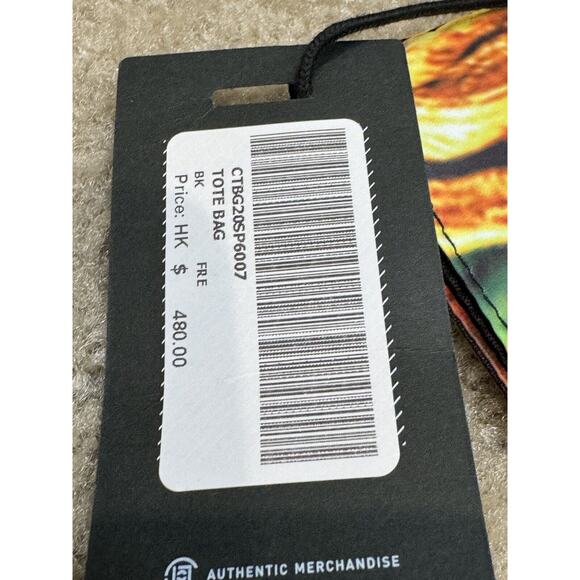 CTBG20SP6007
TOTE BAG
BK FRE
Price: HK $ 480.00
AUTHENTIC MERCHANDISE